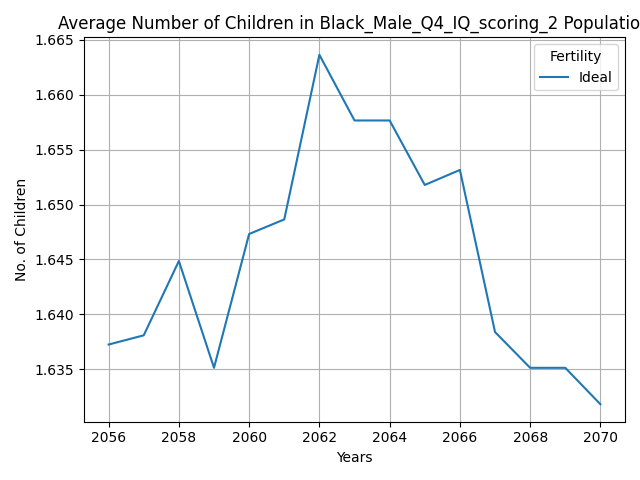 Average Number of Children in Black_Male_Q4_IQ_scoring_2 Populatio
1.665
1.660
1.655
1.650
1.645
1.640
1.635
No. of Children
Fertility
Ideal
2056 2058 2060 2062 2064 2066 2068 2070
Years